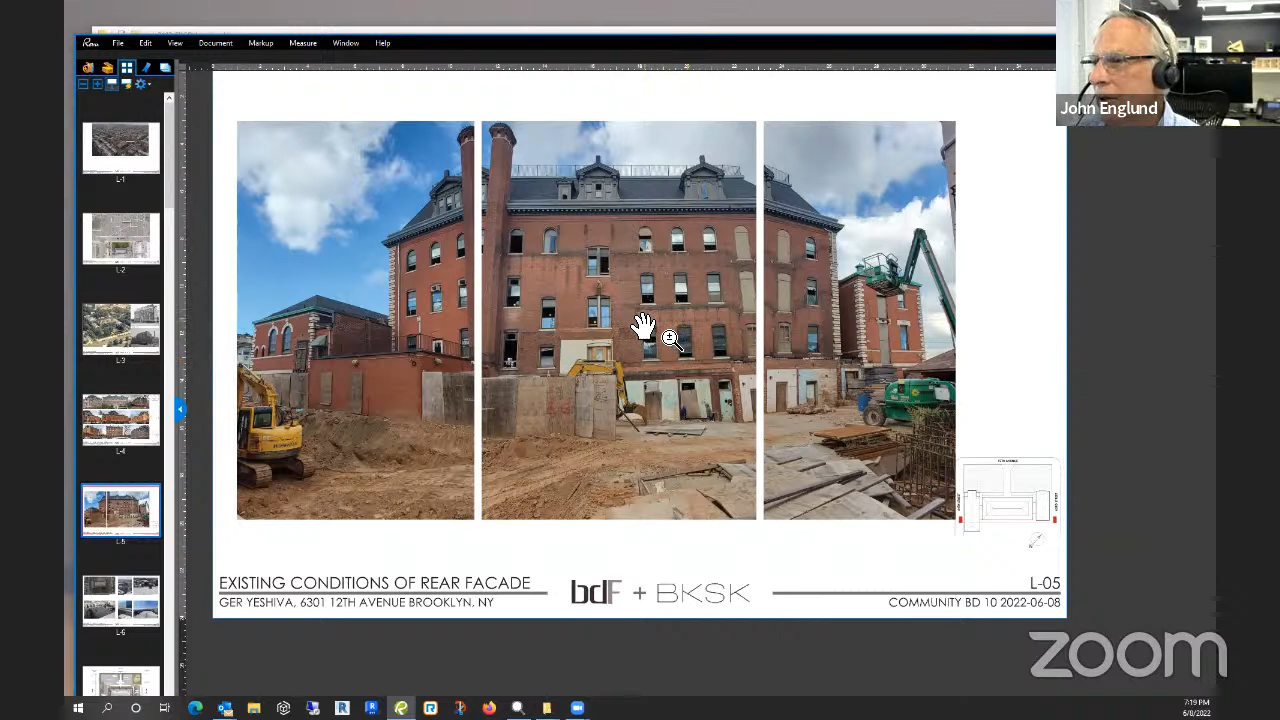 John Englund
Revu File Edit View Document Markup Measure Window Help
L-1
L-2
L-3
L-4
L-5
L-6
EXISTING CONDITIONS OF REAR FACADE
GER YESHIVA, 6301 12TH AVENUE BROOKLYN, NY
bdF + BKSK
L-05
COMMUNITY BD 10 2022-06-08
zoom
7:19 PM
6/8/2022